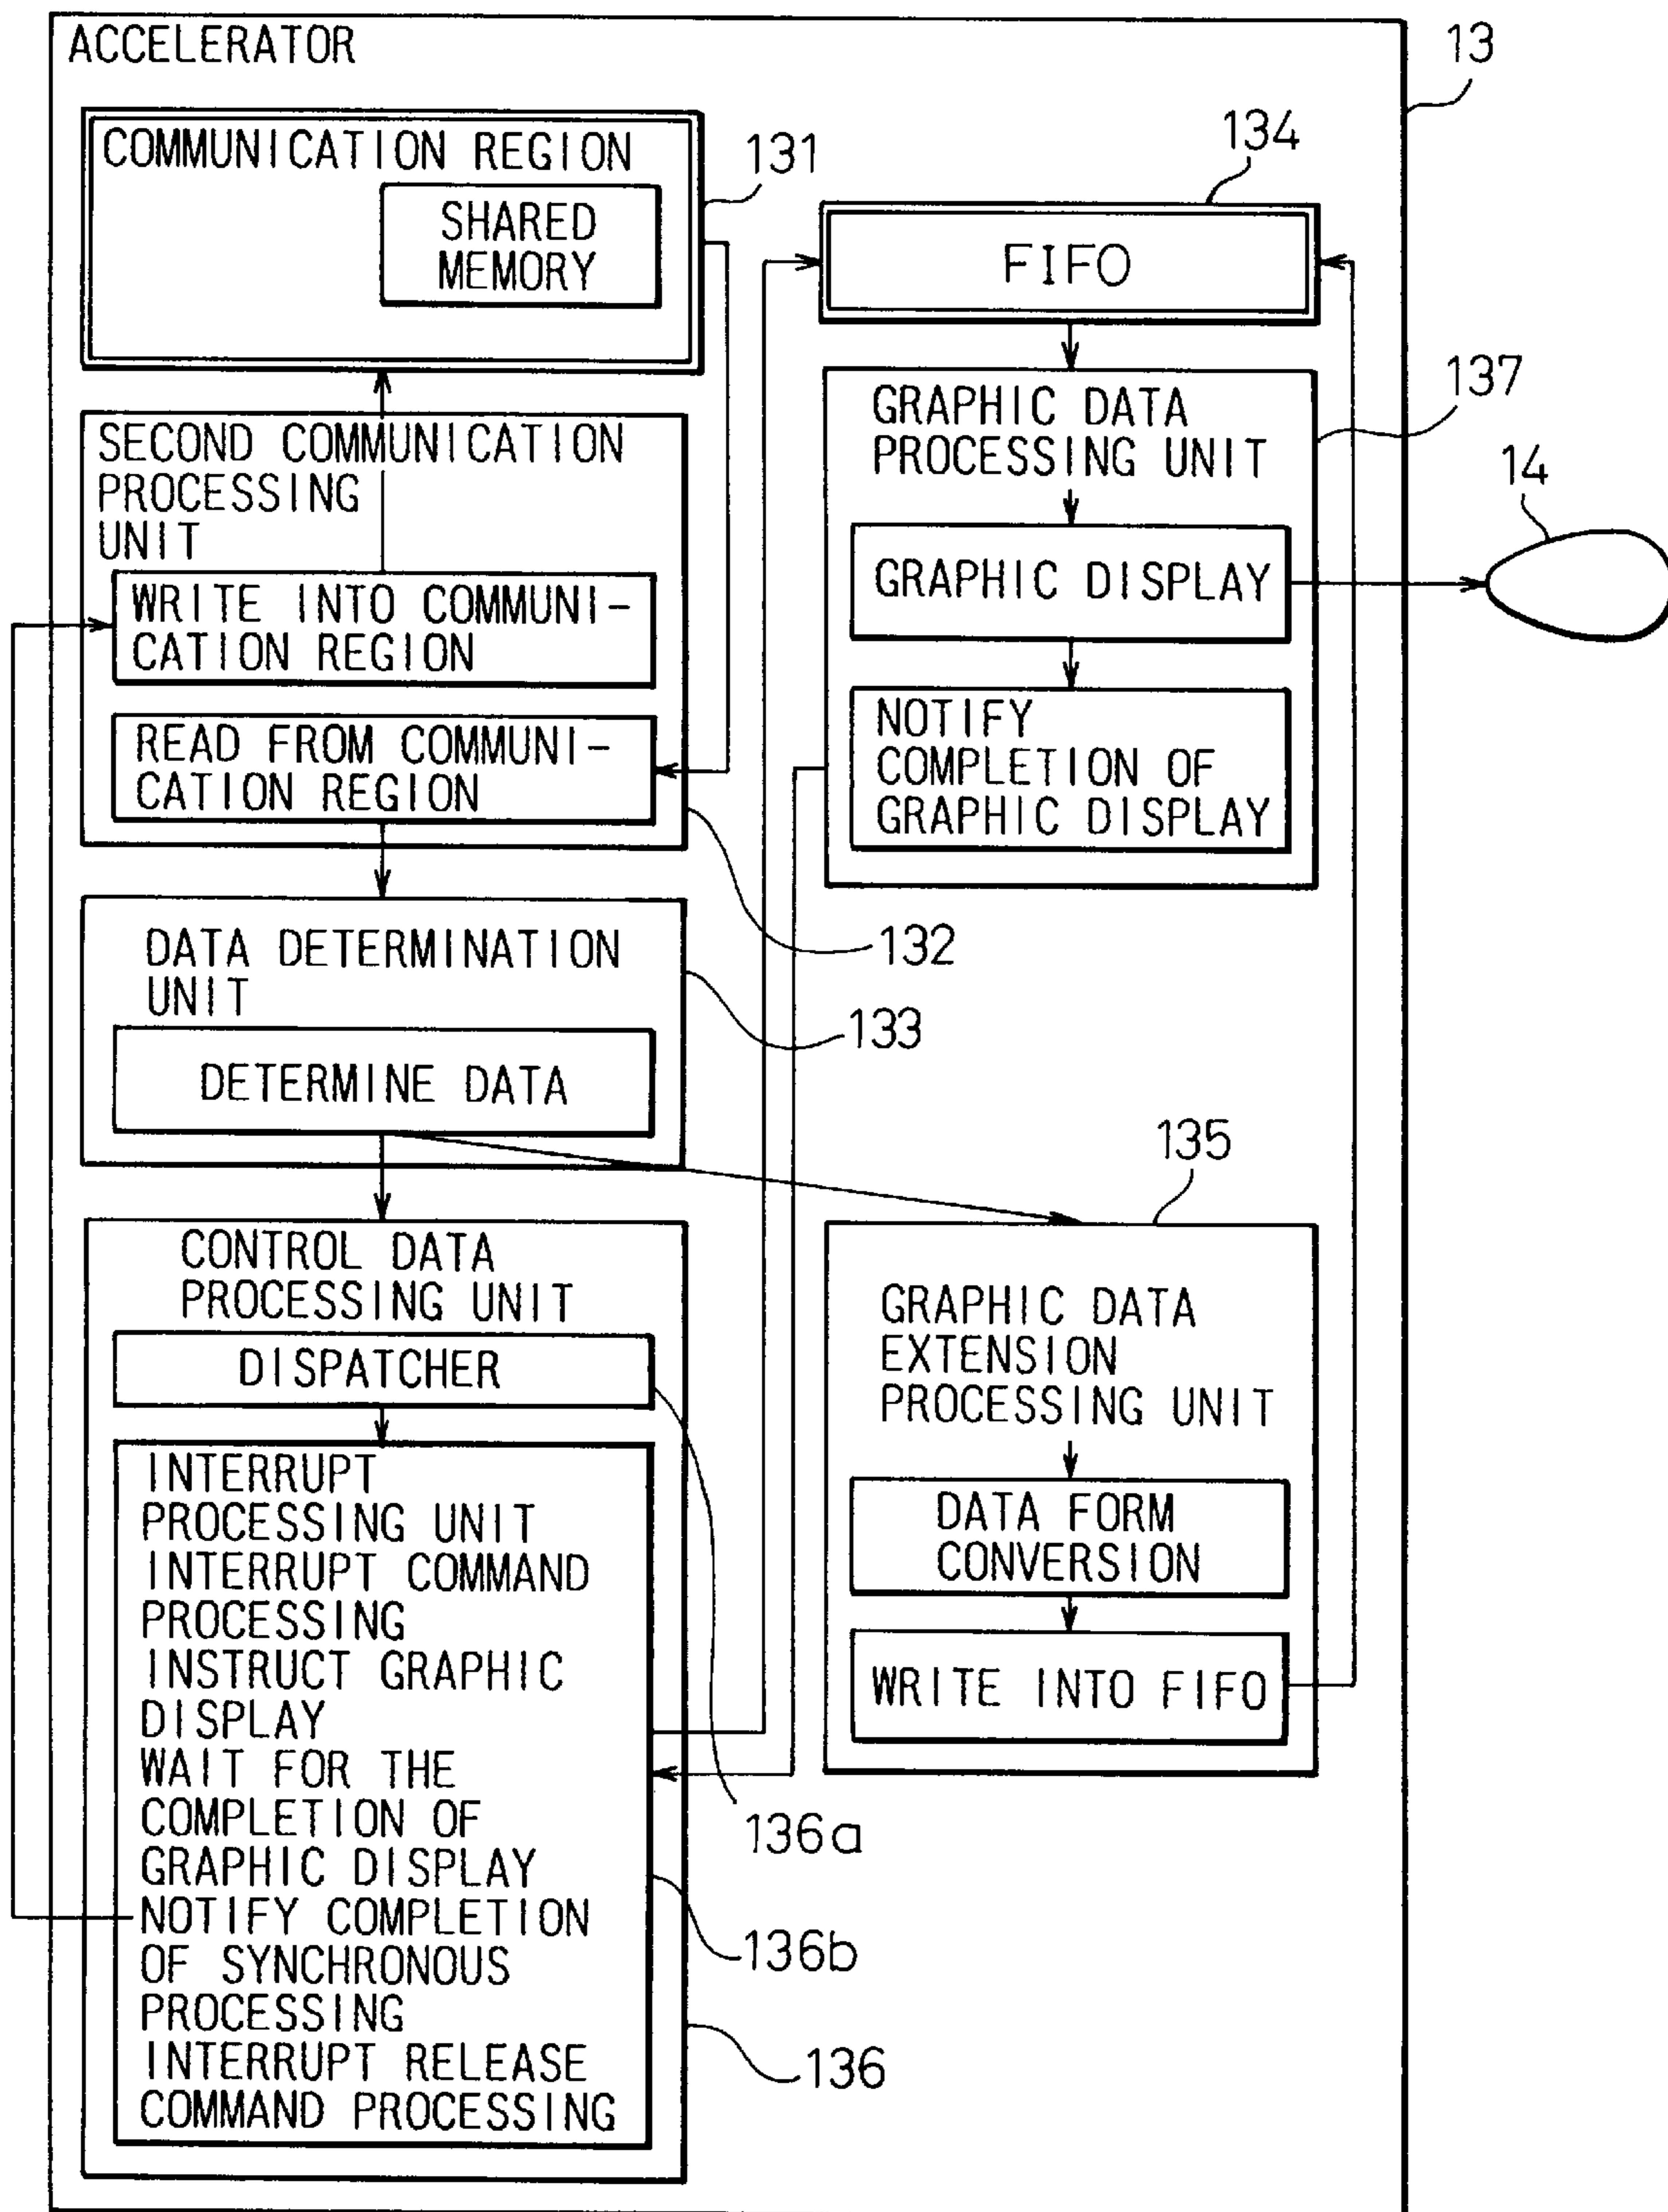 ACCELERATOR
13
COMMUNICATION REGION
131
SHARED
MEMORY
134
FIFO
SECOND COMMUNICATION
PROCESSING
UNIT
WRITE INTO COMMUNI-
CATION REGION
READ FROM COMMUNI-
CATION REGION
132
GRAPHIC DATA
PROCESSING UNIT
137
GRAPHIC DISPLAY
14
NOTIFY
COMPLETION OF
GRAPHIC DISPLAY
DATA DETERMINATION
UNIT
133
DETERMINE DATA
135
CONTROL DATA
PROCESSING UNIT
DISPATCHER
INTERRUPT
PROCESSING UNIT
INTERRUPT COMMAND
PROCESSING
INSTRUCT GRAPHIC
DISPLAY
WAIT FOR THE
COMPLETION OF
GRAPHIC DISPLAY
NOTIFY COMPLETION
OF SYNCHRONOUS
PROCESSING
INTERRUPT RELEASE
COMMAND PROCESSING
136a
136b
136
GRAPHIC DATA
EXTENSION
PROCESSING UNIT
DATA FORM
CONVERSION
WRITE INTO FIFO